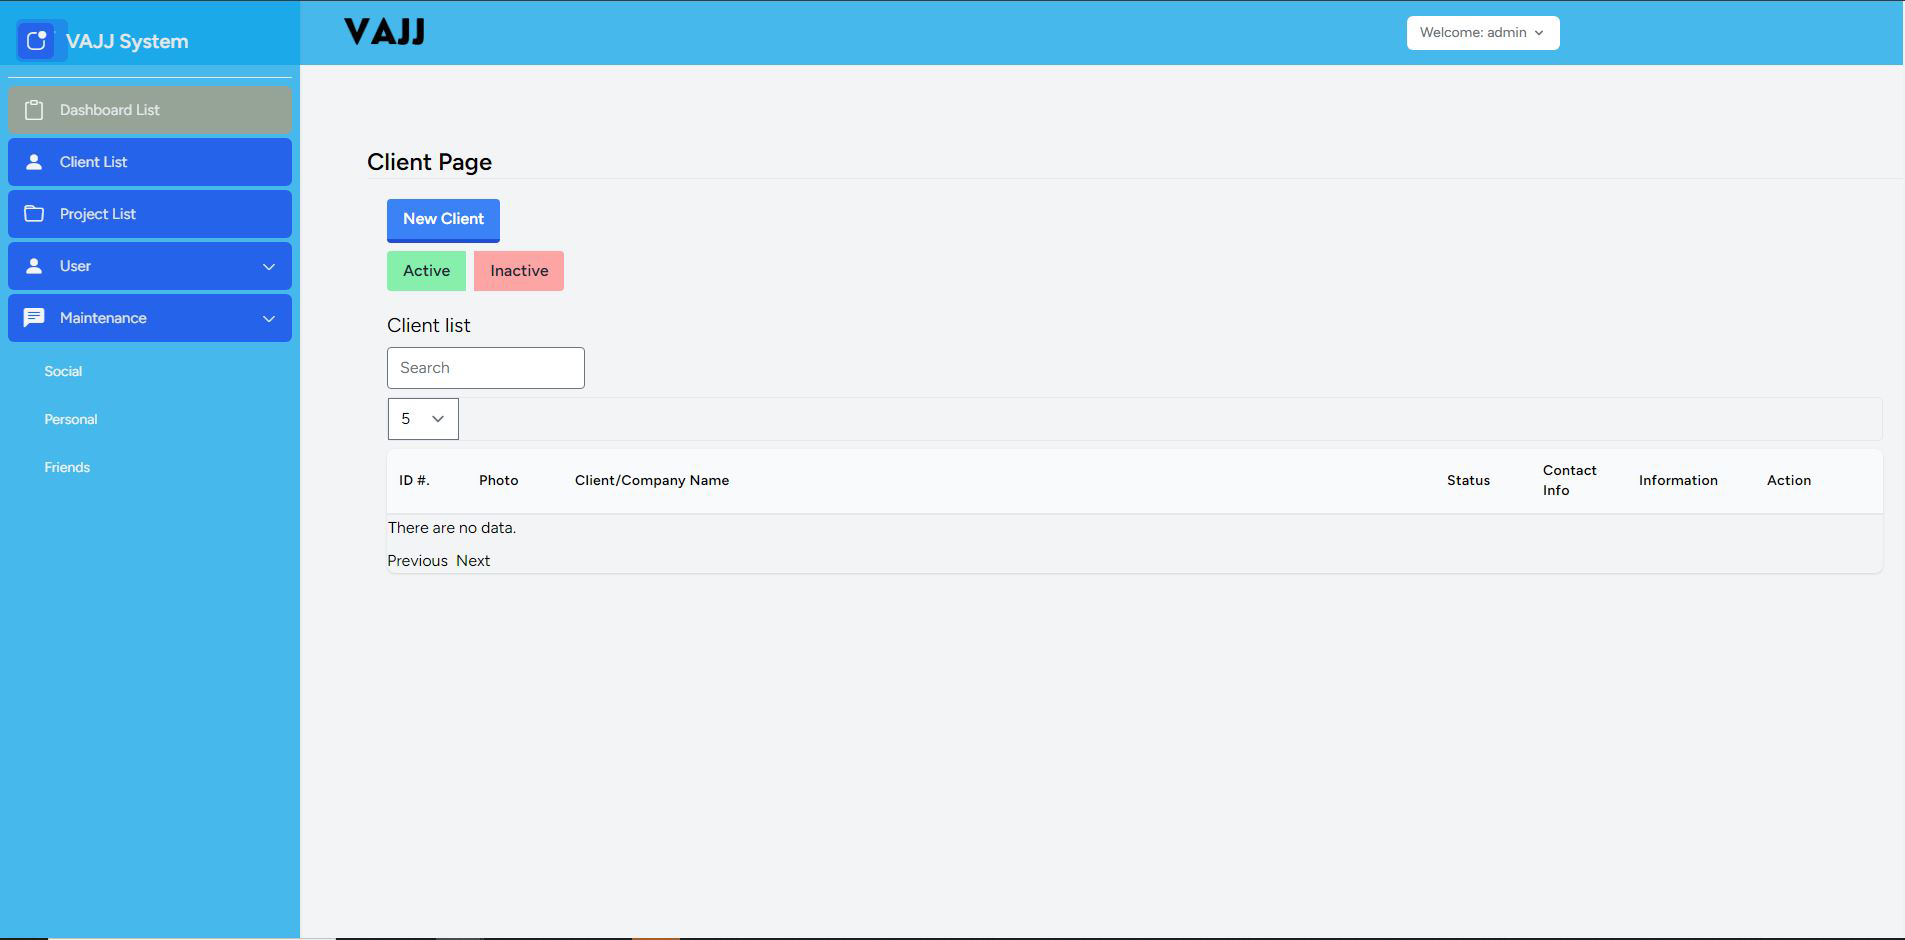 VAJJ System
VAJJ
Welcome: admin
Dashboard List
Client List
Project List
User
Maintenance
Social
Personal
Friends
Client Page
New Client
Active Inactive
Client list
Search
5
ID #. Photo Client/Company Name Status Contact Info Information Action
There are no data.
Previous Next